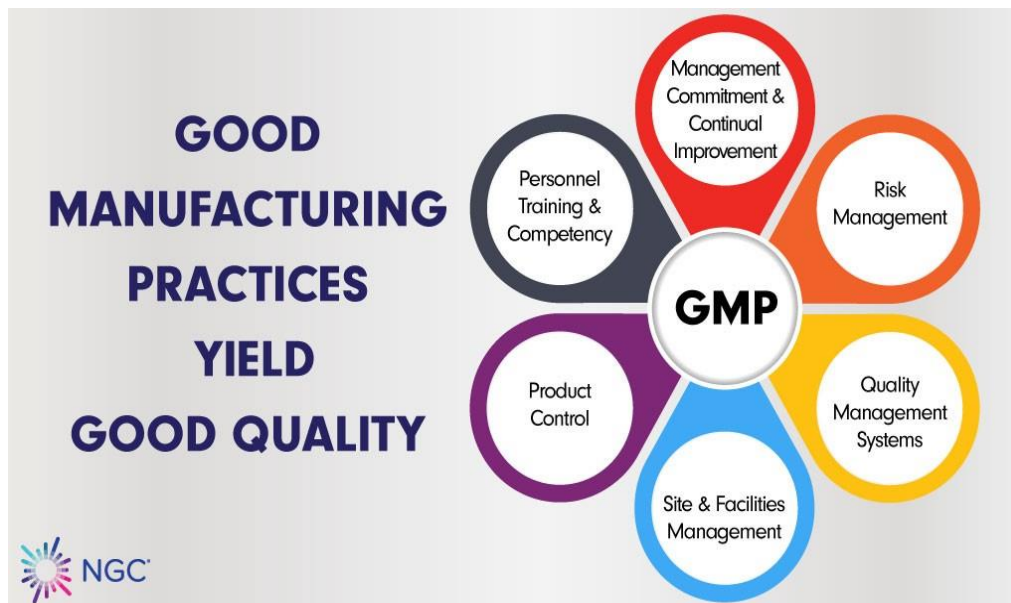 GOOD
MANUFACTURING
PRACTICES
YIELD
GOOD QUALITY
Management
Commitment &
Continual
Improvement
Risk
Management
Quality
Management
Systems
Site & Facilities
Management
Product
Control
Personnel
Training &
Competency
GMP
NGC